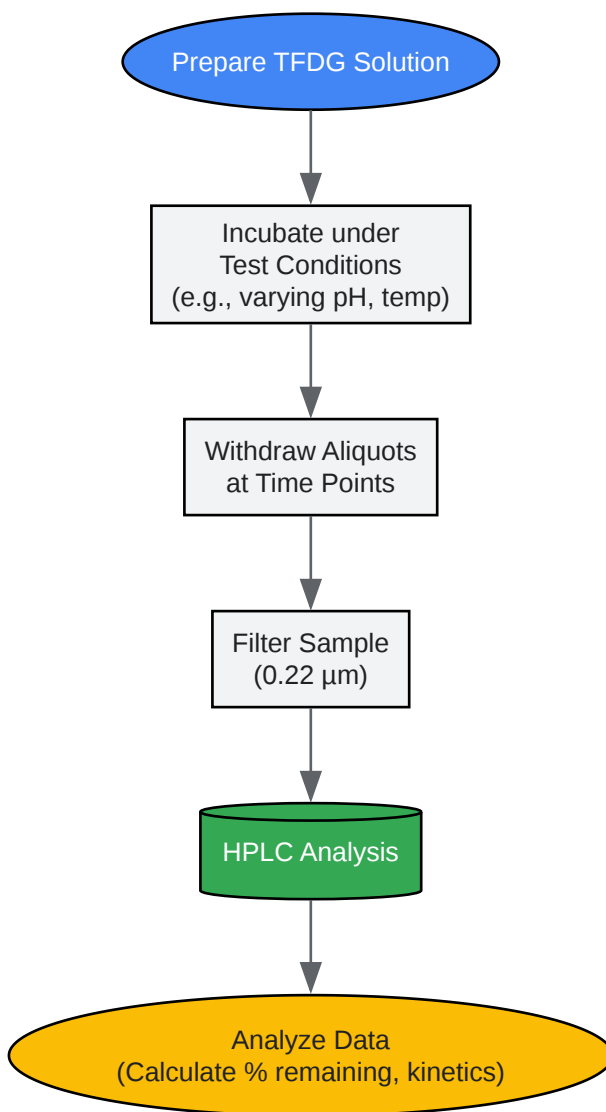 Prepare TFDG Solution
Incubate under
Test Conditions
(e.g., varying pH, temp)
Withdraw Aliquots
at Time Points
Filter Sample
(0.22 µm)
HPLC Analysis
Analyze Data
(Calculate % remaining, kinetics)